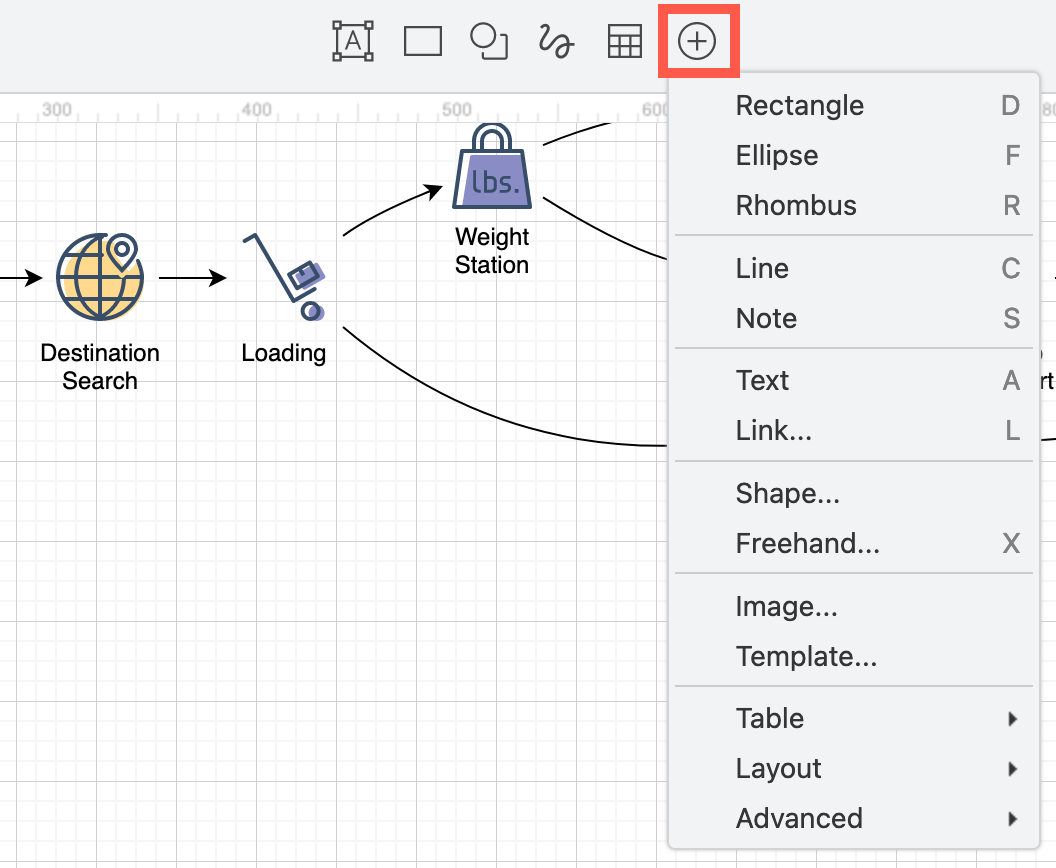 A
300
400
500
600
80
Rectangle D
Ellipse F
Rhombus R
Line C
Note S
Text A
Link... L
Shape...
Freehand... X
Image...
Template...
Table
Layout
Advanced
lbs.
Weight
Station
Destination
Search
Loading
rt